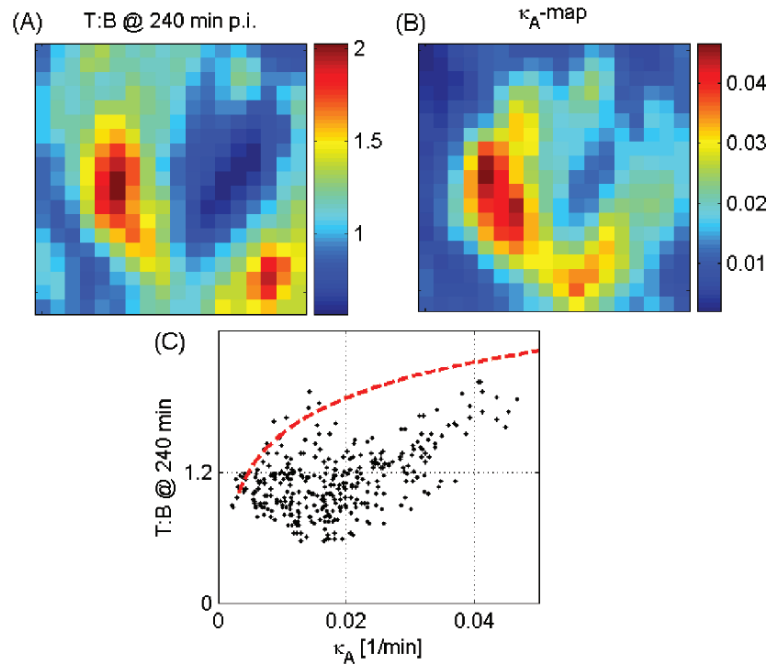 (A) T:B @ 240 min p.i.
2
1.5
1
(B) κA-map
0.04
0.03
0.02
0.01
(C)
T:B @ 240 min
1.2
0
0 0.02 0.04
κA [1/min]